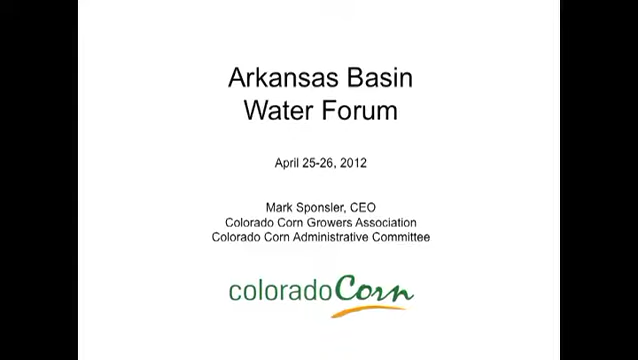 Arkansas Basin
Water Forum
April 25-26, 2012
Mark Sponsler, CEO
Colorado Corn Growers Association
Colorado Corn Administrative Committee
coloradoCorn